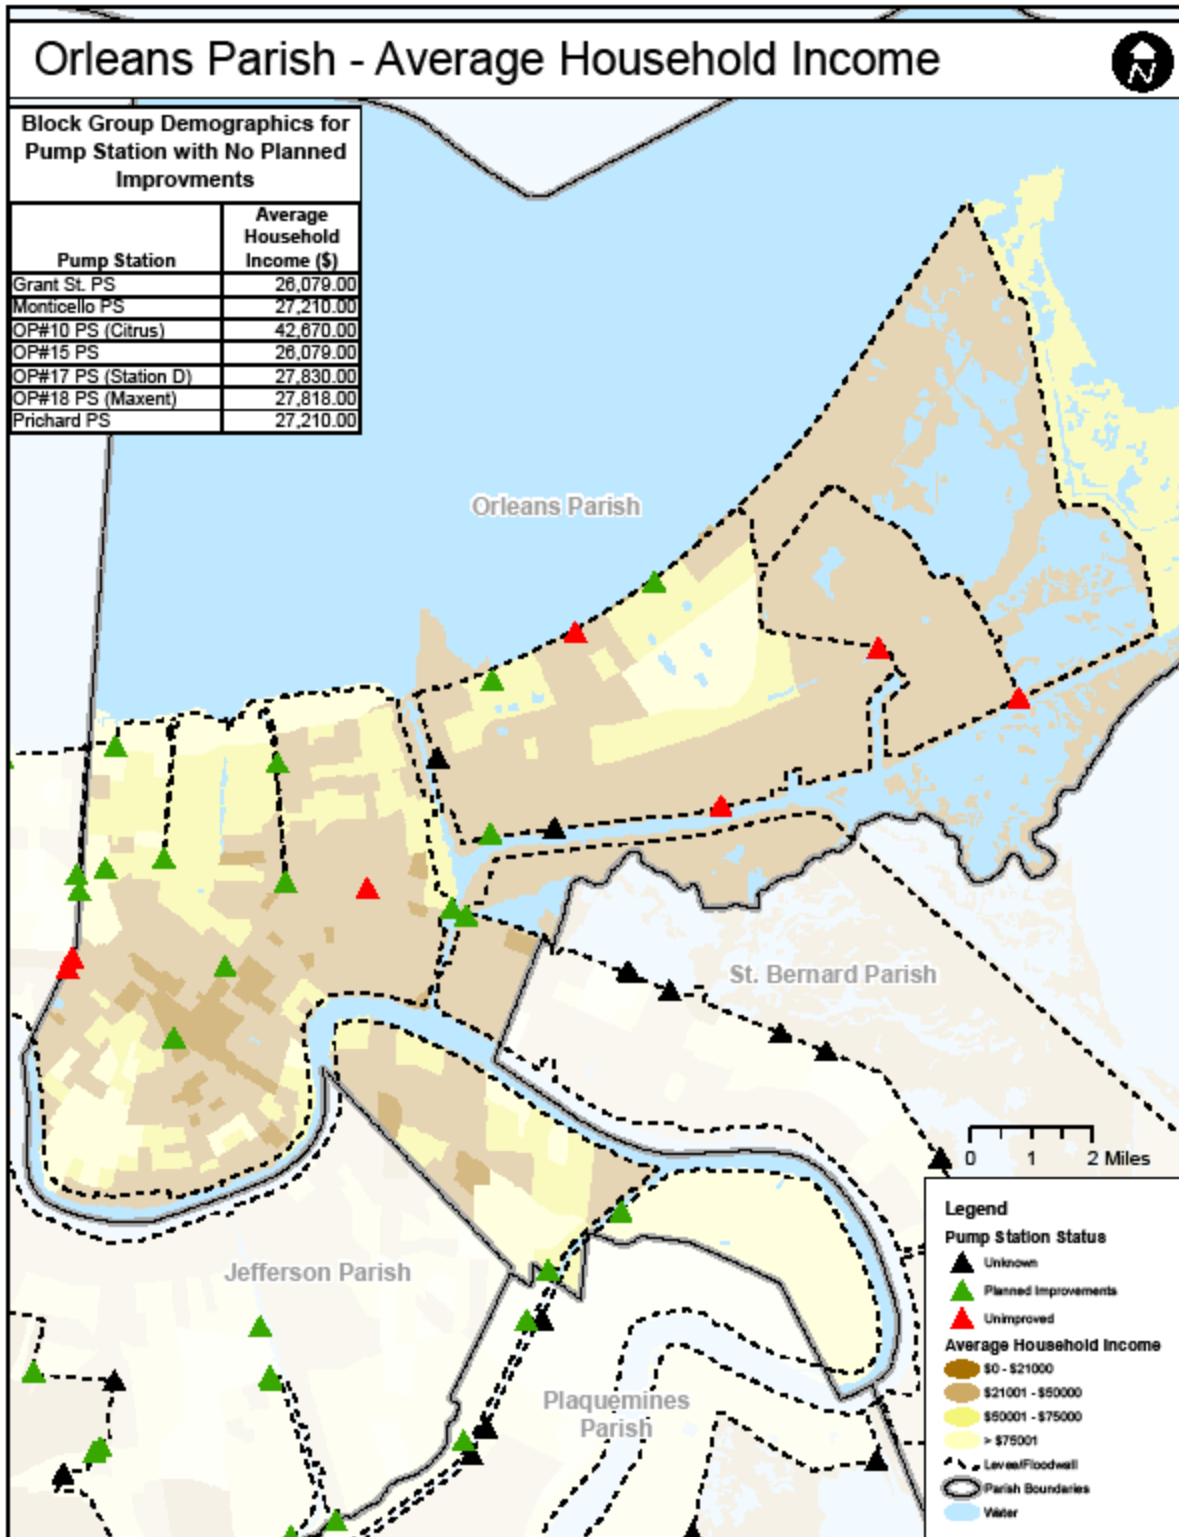 Orleans Parish - Average Household Income
N
Block Group Demographics for
Pump Station with No Planned
Improvments
Pump Station
Average
Household
Income ($)
Grant St. PS 26,079.00
Monticello PS 27,210.00
OP#10 PS (Citrus) 42,670.00
OP#15 PS 26,079.00
OP#17 PS (Station D) 27,830.00
OP#18 PS (Maxent) 27,818.00
Prichard PS 27,210.00
Orleans Parish
St. Bernard Parish
0 1 2 Miles
Jefferson Parish
Plaquemines
Parish
Legend
Pump Station Status
Unknown
Planned Improvements
Unimproved
Average Household Income
$0 - $21000
$21001 - $50000
$50001 - $75000
> $75001
Levee/Floodwall
Parish Boundaries
Water